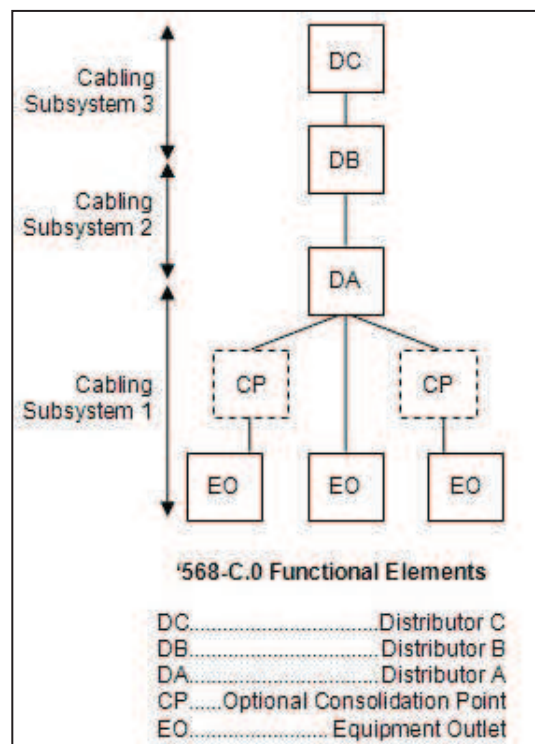 DC
Cabling
Subsystem 3
DB
Cabling
Subsystem 2
DA
CP
CP
Cabling
Subsystem 1
EO
EO
EO
'568-C.0 Functional Elements
DC................................Distributor C
DB................................Distributor B
DA................................Distributor A
CP......Optional Consolidation Point
EO........................Equipment Outlet